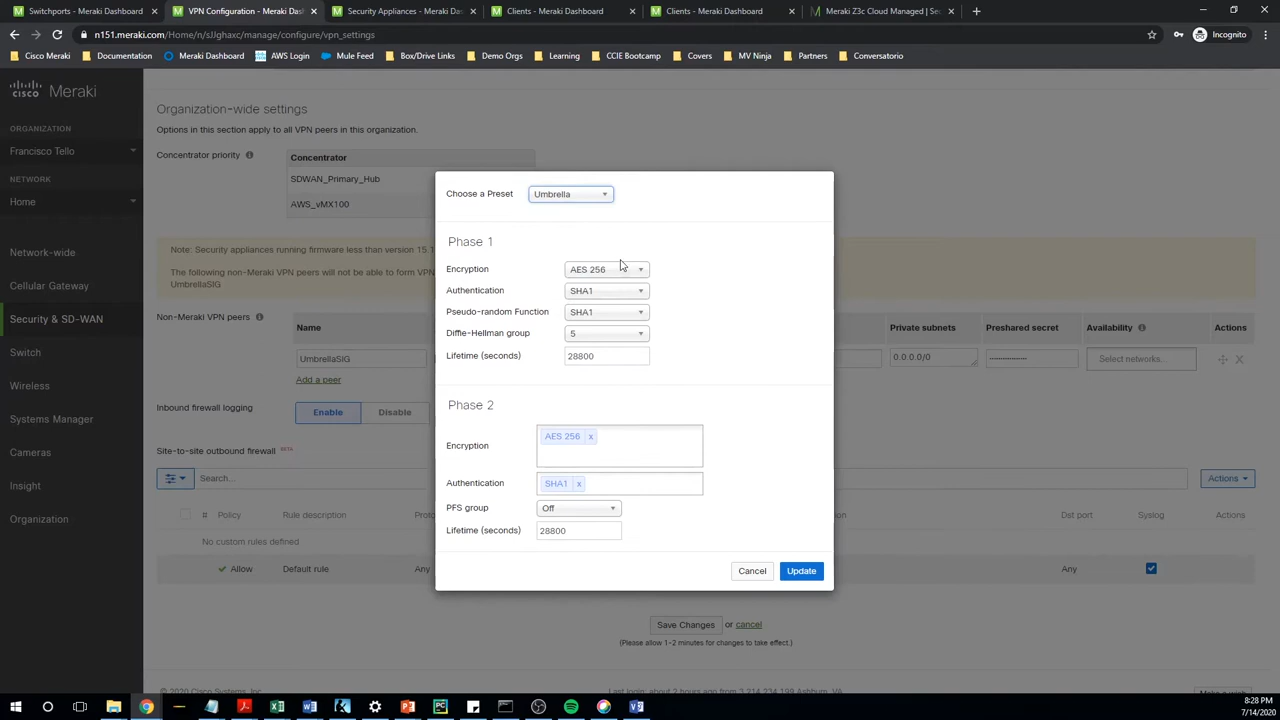 Switchports - Meraki Dashboard
VPN Configuration - Meraki Das
Security Appliances - Meraki Das
Clients - Meraki Dashboard
Clients - Meraki Dashboard
Meraki Z3c Cloud Managed | Sec
n151.meraki.com/Home/n/sJJghaxc/manage/configure/vpn_settings
Incognito
Cisco Meraki
Documentation
Meraki Dashboard
AWS Login
Mule Feed
Box/Drive Links
Demo Orgs
Learning
CCIE Bootcamp
Covers
MV Ninja
Partners
Conversatorio
cisco Meraki
ORGANIZATION
Francisco Tello
NETWORK
Home
Network-wide
Cellular Gateway
Security & SD-WAN
Switch
Wireless
Systems Manager
Cameras
Insight
Organization
Organization-wide settings
Options in this section apply to all VPN peers in this organization.
Concentrator priority
Concentrator
SDWAN_Primary_Hub
AWS_vMX100
Note: Security appliances running firmware less than version 15.1
The following non-Meraki VPN peers will not be able to form VPN
UmbrellaSIG
Non-Meraki VPN peers
Name
Private subnets
Preshared secret
Availability
Actions
UmbrellaSIG
0.0.0.0/0
Select networks...
Add a peer
Inbound firewall logging
Enable
Disable
Site-to-site outbound firewall BETA
Search...
Actions
# Policy Rule description Proto
Dst port Syslog Actions
No custom rules defined
Allow Default rule Any
Any
Save Changes or cancel
(Please allow 1-2 minutes for changes to take effect.)
© 2020 Cisco Systems, Inc.
Last login: about 2 hours ago from 3.214.234.198 Ashburn, VA
Make a wish
Choose a Preset Umbrella
Phase 1
Encryption AES 256
Authentication SHA1
Pseudo-random Function SHA1
Diffie-Hellman group 5
Lifetime (seconds) 28800
Phase 2
Encryption AES 256 x
Authentication SHA1 x
PFS group Off
Lifetime (seconds) 28800
Cancel
Update
8:28 PM
7/14/2020